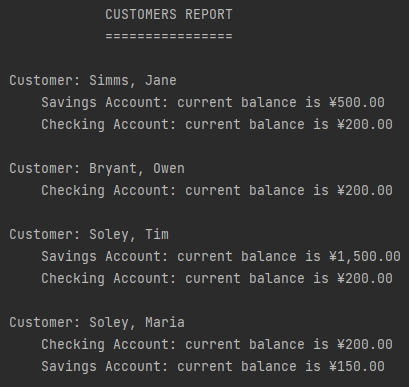 CUSTOMERS REPORT
================
Customer: Simms, Jane
Savings Account: current balance is ¥500.00
Checking Account: current balance is ¥200.00
Customer: Bryant, Owen
Checking Account: current balance is ¥200.00
Customer: Soley, Tim
Savings Account: current balance is ¥1,500.00
Checking Account: current balance is ¥200.00
Customer: Soley, Maria
Checking Account: current balance is ¥200.00
Savings Account: current balance is ¥150.00